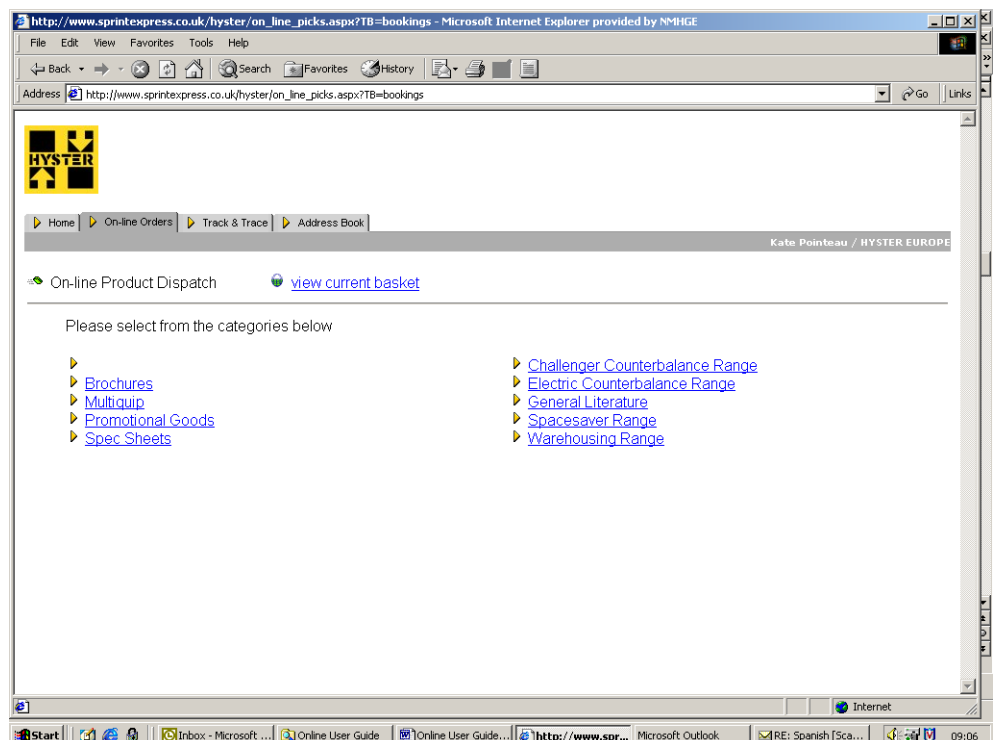 http://www.sprintexpress.co.uk/hyster/on_line_picks.aspx?TB=bookings - Microsoft Internet Explorer provided by NMHGE
File Edit View Favorites Tools Help
Back Search Favorites History
Address http://www.sprintexpress.co.uk/hyster/on_line_picks.aspx?TB=bookings Go Links
HYSTER
Home On-line Orders Track & Trace Address Book
Kate Pointeau / HYSTER EUROPE
On-line Product Dispatch view current basket
Please select from the categories below
Challenger Counterbalance Range
Brochures Electric Counterbalance Range
Multiquip General Literature
Promotional Goods Spacesaver Range
Spec Sheets Warehousing Range
Internet
Start Inbox - Microsoft ... Online User Guide Online User Guide... http://www.spr... Microsoft Outlook RE: Spanish [Sca... 09:06